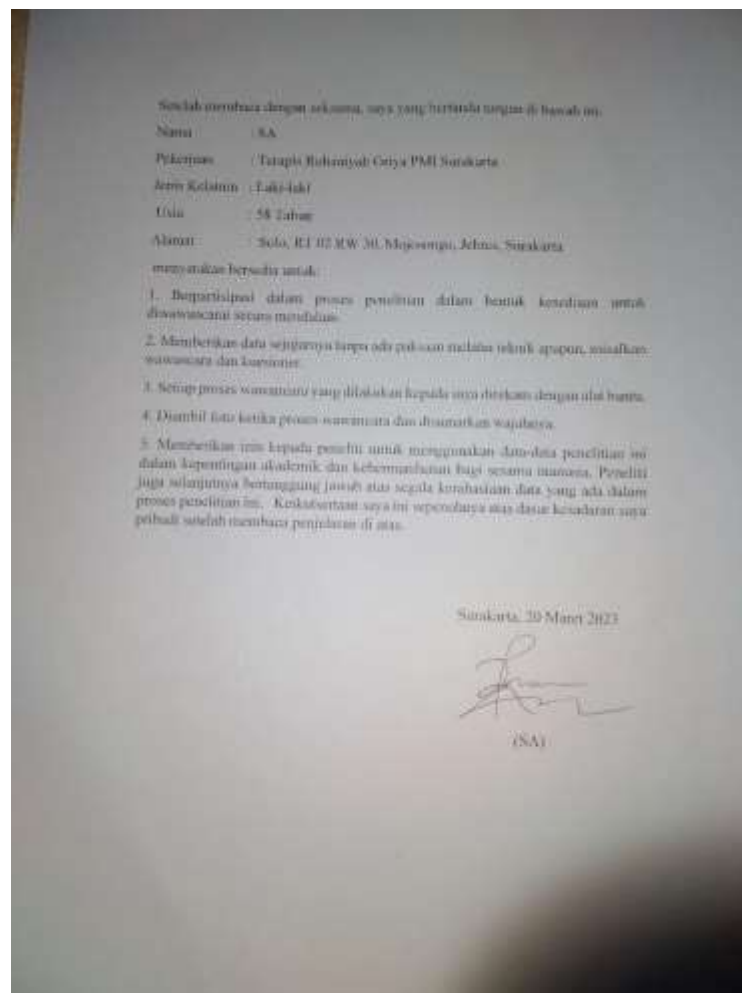 Setelah membaca dengan seksama, saya yang bertanda tangan di bawah ini:
Nama : SA
Pekerjaan : Terapis Rohaniyah Griya PMI Surakarta
Jenis Kelamin : Laki-laki
Usia : 58 Tahun
Alamat : Solo, RT 02 RW 30, Mojosongo, Jebres, Surakarta
menyatakan bersedia untuk:
1. Berpartisipasi dalam proses penelitian dalam bentuk kesediaan untuk
diwawancarai secara mendalam.
2. Memberikan data sejujurnya tanpa ada paksaan melalui teknik apapun, misalkan
wawancara dan kuesioner.
3. Setiap proses wawancara yang dilakukan kepada saya direkam dengan alat bantu.
4. Diambil foto ketika proses wawancara dan disamarkan wajahnya.
5. Memberikan izin kepada peneliti untuk menggunakan data-data penelitian ini
dalam kepentingan akademik dan kebermanfaatan bagi sesama manusia. Peneliti
juga selanjutnya bertanggung jawab atas segala kerahasiaan data yang ada dalam
proses penelitian ini. Keikutsertaan saya ini sepenuhnya atas dasar kesadaran saya
pribadi setelah membaca penjelasan di atas.
Surakarta, 20 Maret 2023
(SA)